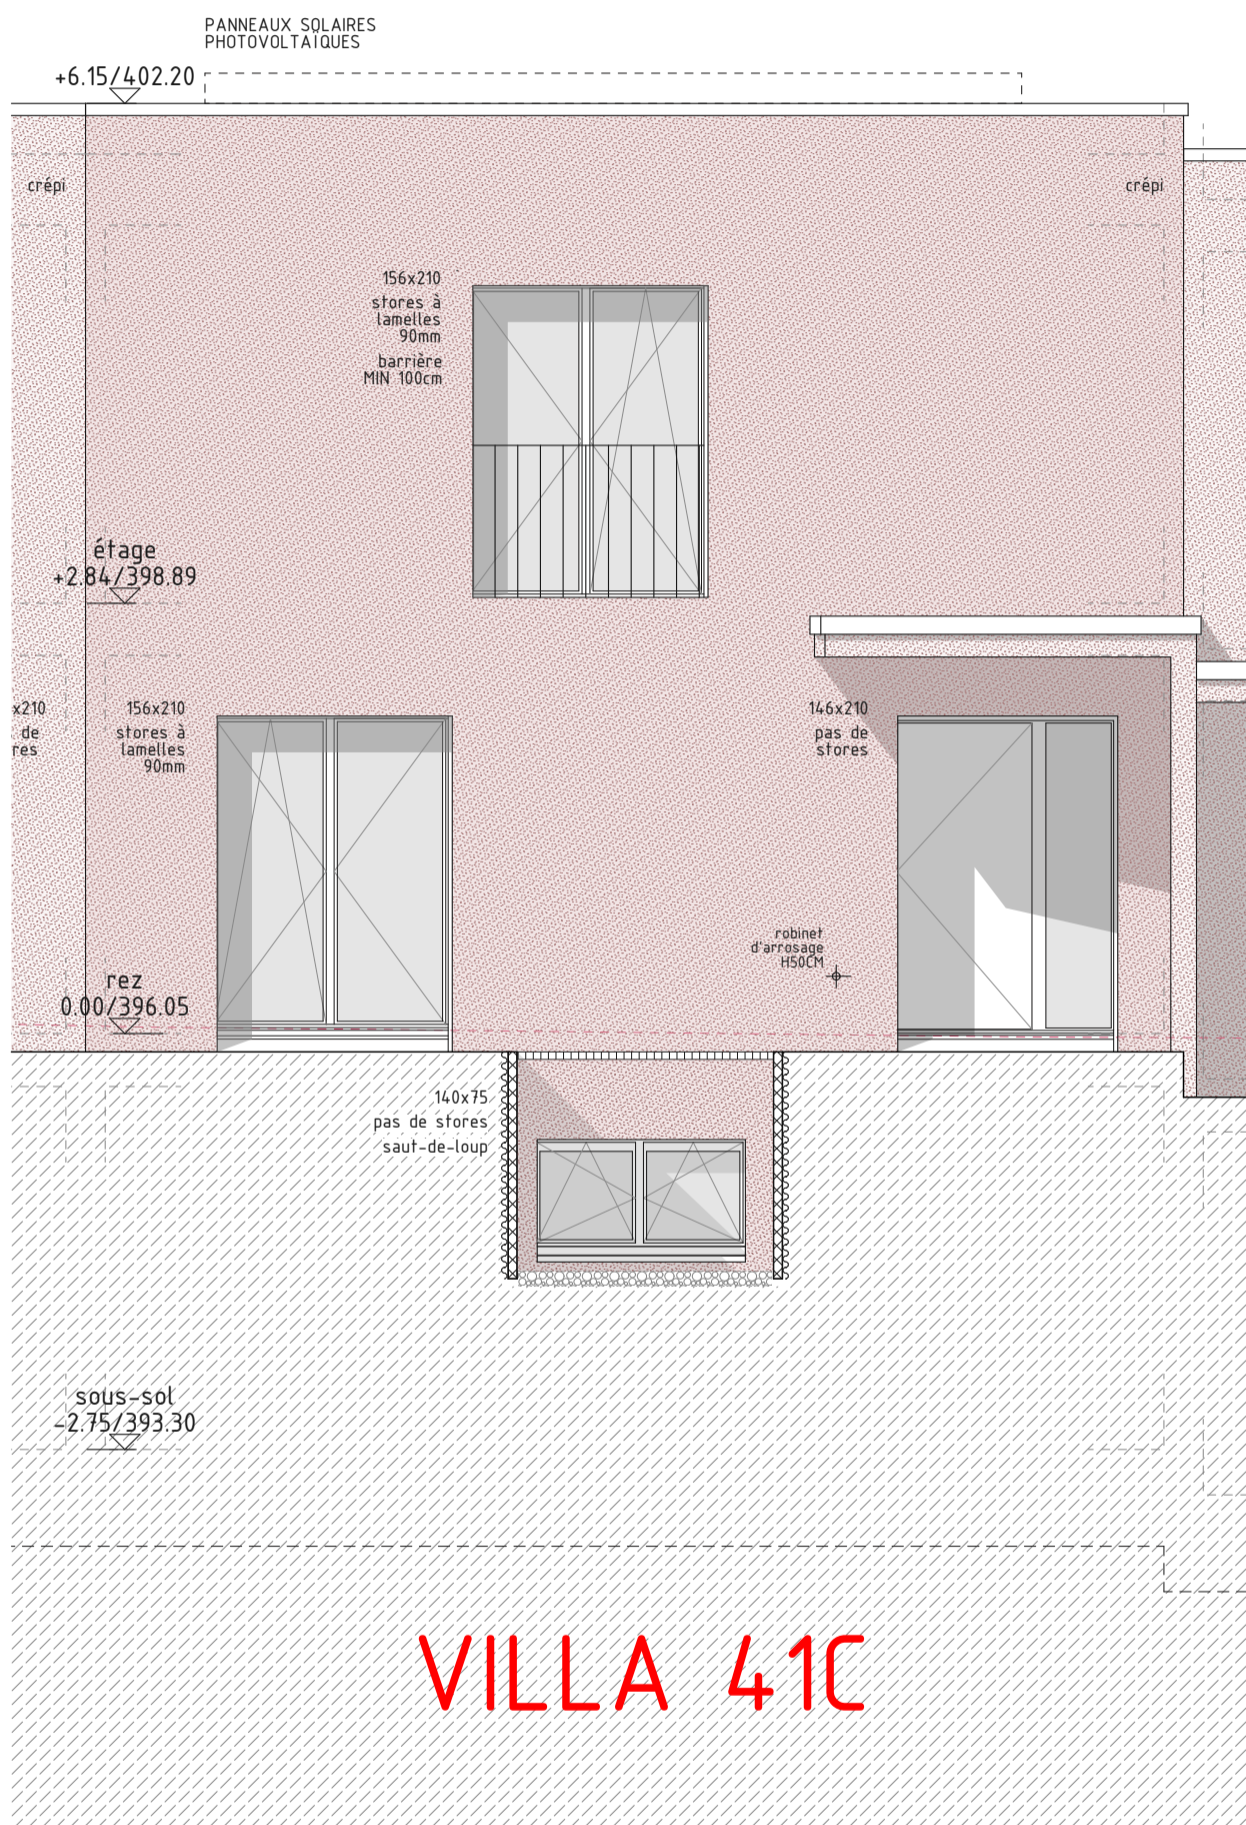 PANNEAUX SOLAIRES
PHOTOVOLTAÏQUES
+6.15/402.20
crépi
crépi
156x210
stores à
lamelles
90mm
barrière
MIN 100cm
étage
+2.84/398.89
x210
de
res
156x210
stores à
lamelles
90mm
146x210
pas de
stores
robinet
d'arrosage
H50CM
rez
0.00/396.05
140x75
pas de stores
saut-de-loup
sous-sol
-2.75/393.30
VILLA 41C